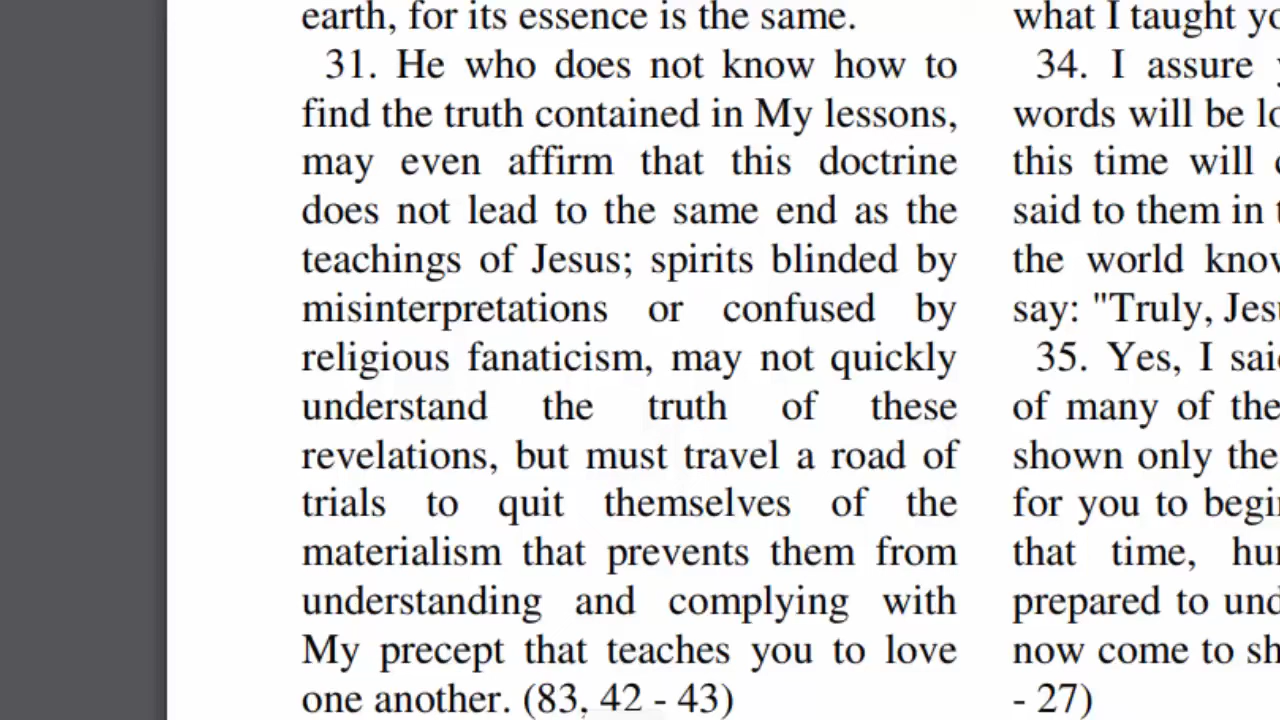 earth, for its essence is the same.
31. He who does not know how to
find the truth contained in My lessons,
may even affirm that this doctrine
does not lead to the same end as the
teachings of Jesus; spirits blinded by
misinterpretations or confused by
religious fanaticism, may not quickly
understand the truth of these
revelations, but must travel a road of
trials to quit themselves of the
materialism that prevents them from
understanding and complying with
My precept that teaches you to love
one another. (83, 42 - 43)
what I taught
34. I assure
words will be
this time will
said to them in
the world
say: "Truly,
35. Yes, I
of many of
shown only
for you to
that time,
prepared to
now come to
- 27)